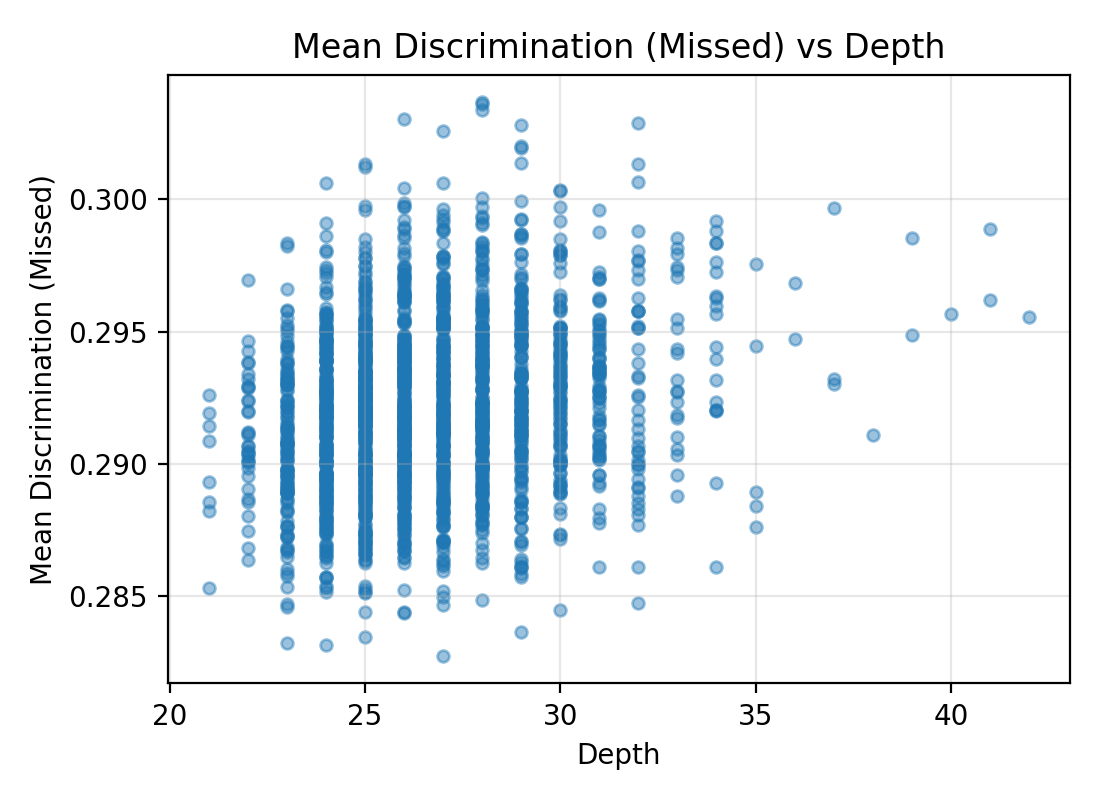 Mean Discrimination (Missed) vs Depth
Mean Discrimination (Missed)
0.300
0.295
0.290
0.285
20 25 30 35 40
Depth